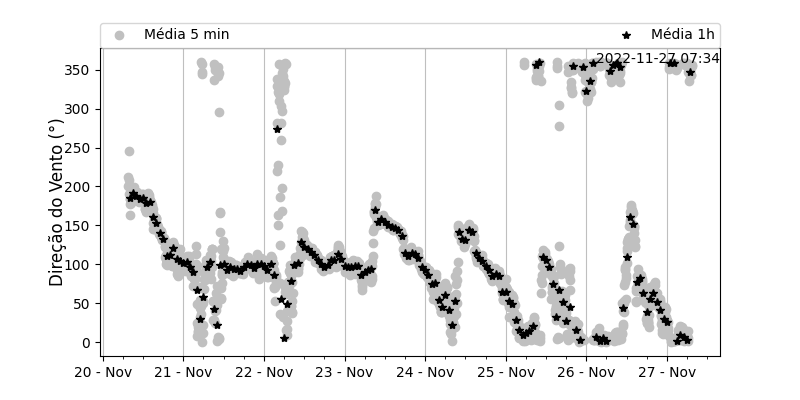 Média 5 min
Média 1h
2022-11-27 07:34
Direção do Vento (°)
350
300
250
200
150
100
50
0
20 - Nov
21 - Nov
22 - Nov
23 - Nov
24 - Nov
25 - Nov
26 - Nov
27 - Nov